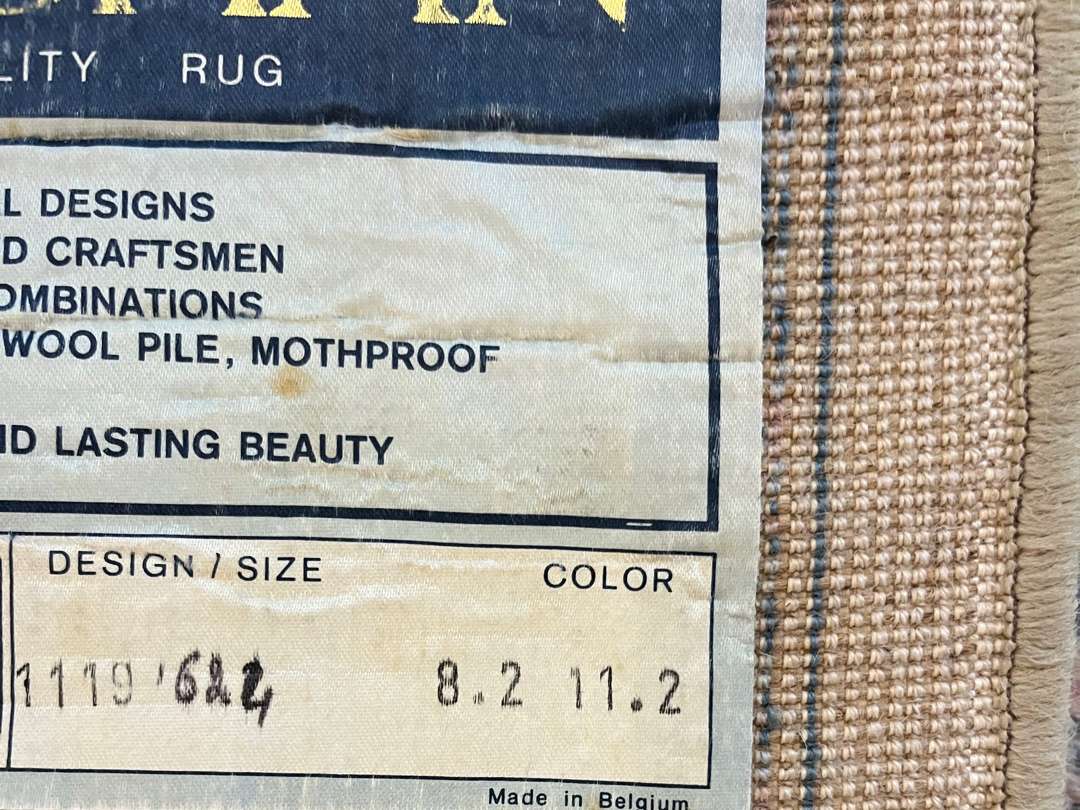 LITY RUG
L DESIGNS
D CRAFTSMEN
OMBINATIONS
WOOL PILE, MOTHPROOF
ND LASTING BEAUTY
DESIGN / SIZE COLOR
1119 8.2 11.2
Made in Belgium